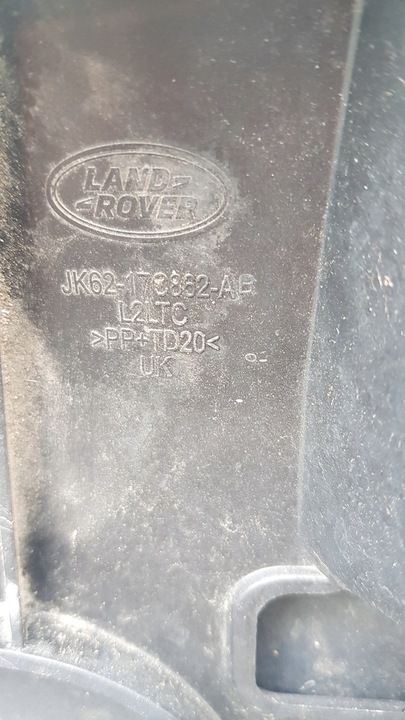 LAND
ROVER
JK62-17C882-AB
L2LTC
>PP+TD20<
UK